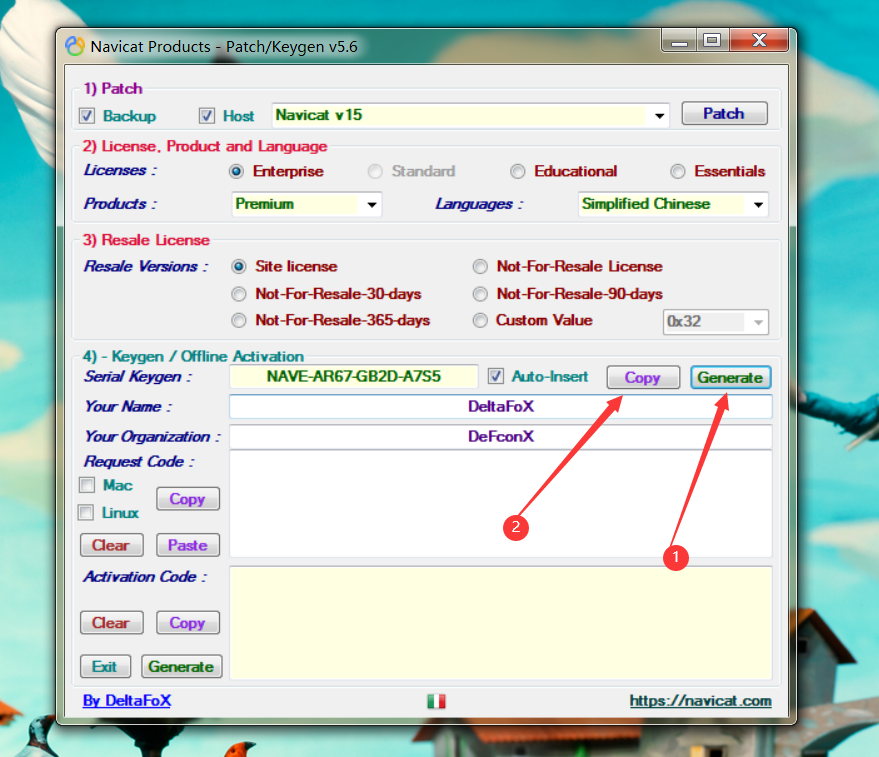 Navicat Products - Patch/Keygen v5.6
1) Patch
Backup Host Navicat v15 Patch
2) License, Product and Language
Licenses : Enterprise Standard Educational Essentials
Products : Premium Languages : Simplified Chinese
3) Resale License
Resale Versions : Site license Not-For-Resale License
Not-For-Resale-30-days Not-For-Resale-90-days
Not-For-Resale-365-days Custom Value 0x32
4) - Keygen / Offline Activation
Serial Keygen : NAVE-AR67-GB2D-A7S5 Auto-Insert Copy Generate
Your Name : DeltaFoX
Your Organization : DeFconX
Request Code :
Mac
Copy
Linux
2
Clear Paste
1
Activation Code :
Clear Copy
Exit Generate
By DeltaFoX https://navicat.com